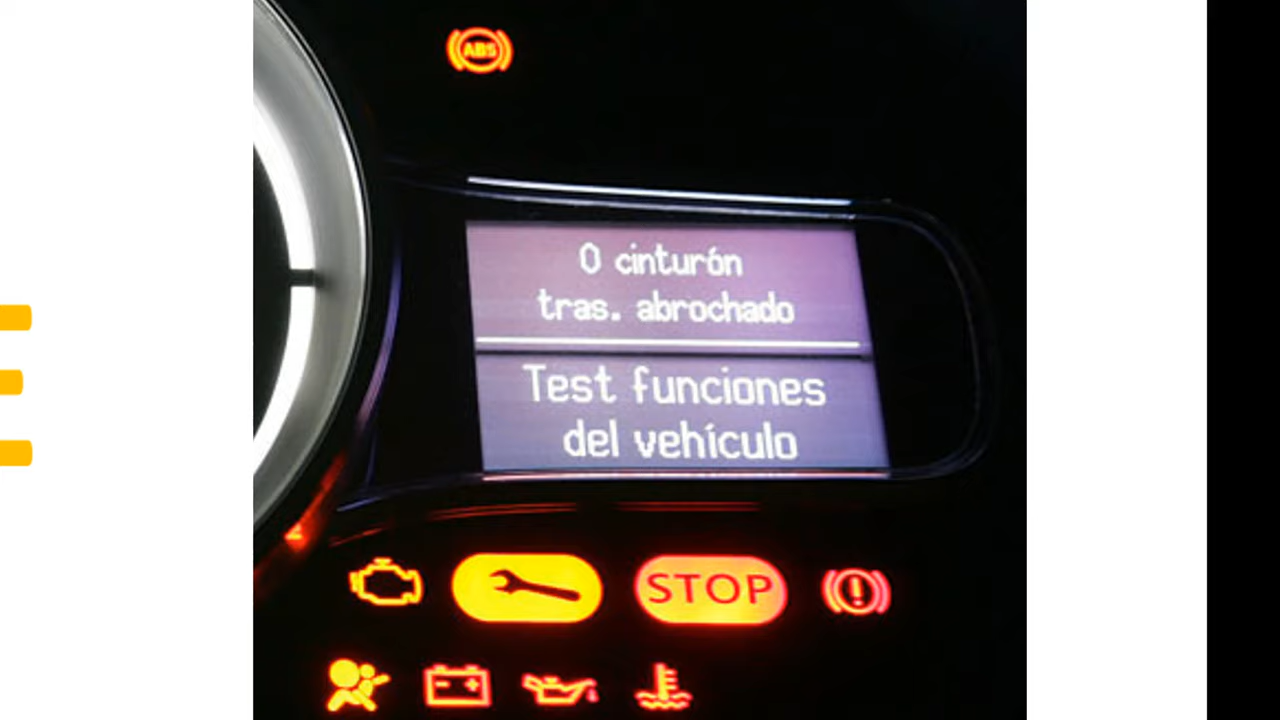 ABS
0 cinturón
tras. abrochado
Test funciones
del vehículo
STOP